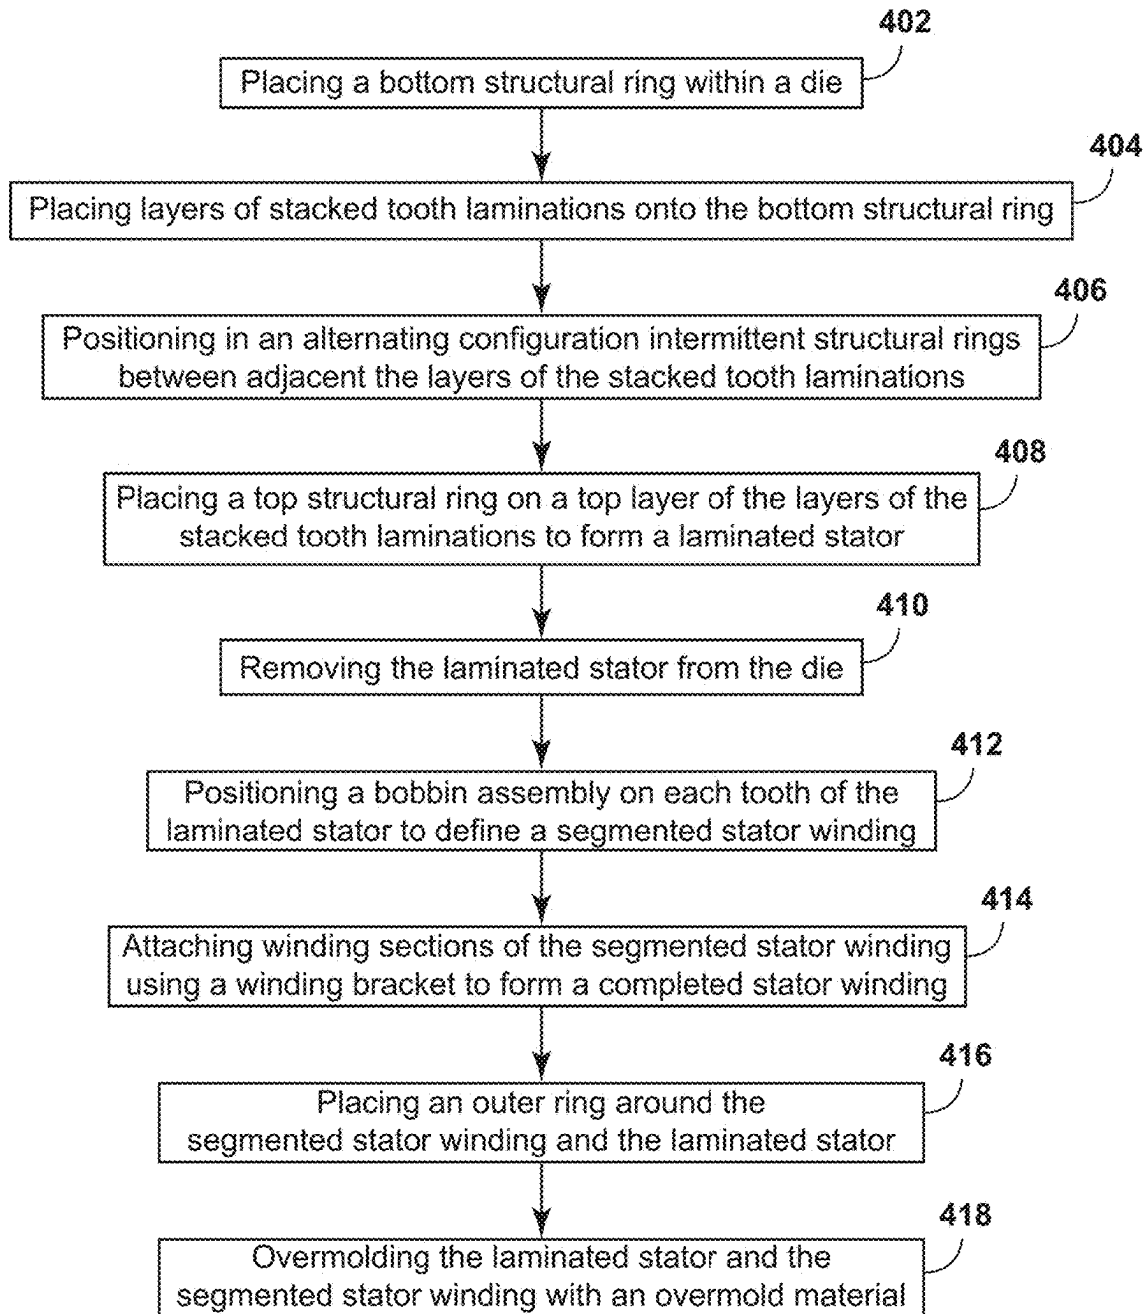 402
Placing a bottom structural ring within a die
404
Placing layers of stacked tooth laminations onto the bottom structural ring
406
Positioning in an alternating configuration intermittent structural rings
between adjacent the layers of the stacked tooth laminations
408
Placing a top structural ring on a top layer of the layers of the
stacked tooth laminations to form a laminated stator
410
Removing the laminated stator from the die
412
Positioning a bobbin assembly on each tooth of the
laminated stator to define a segmented stator winding
414
Attaching winding sections of the segmented stator winding
using a winding bracket to form a completed stator winding
416
Placing an outer ring around the
segmented stator winding and the laminated stator
418
Overmolding the laminated stator and the
segmented stator winding with an overmold material